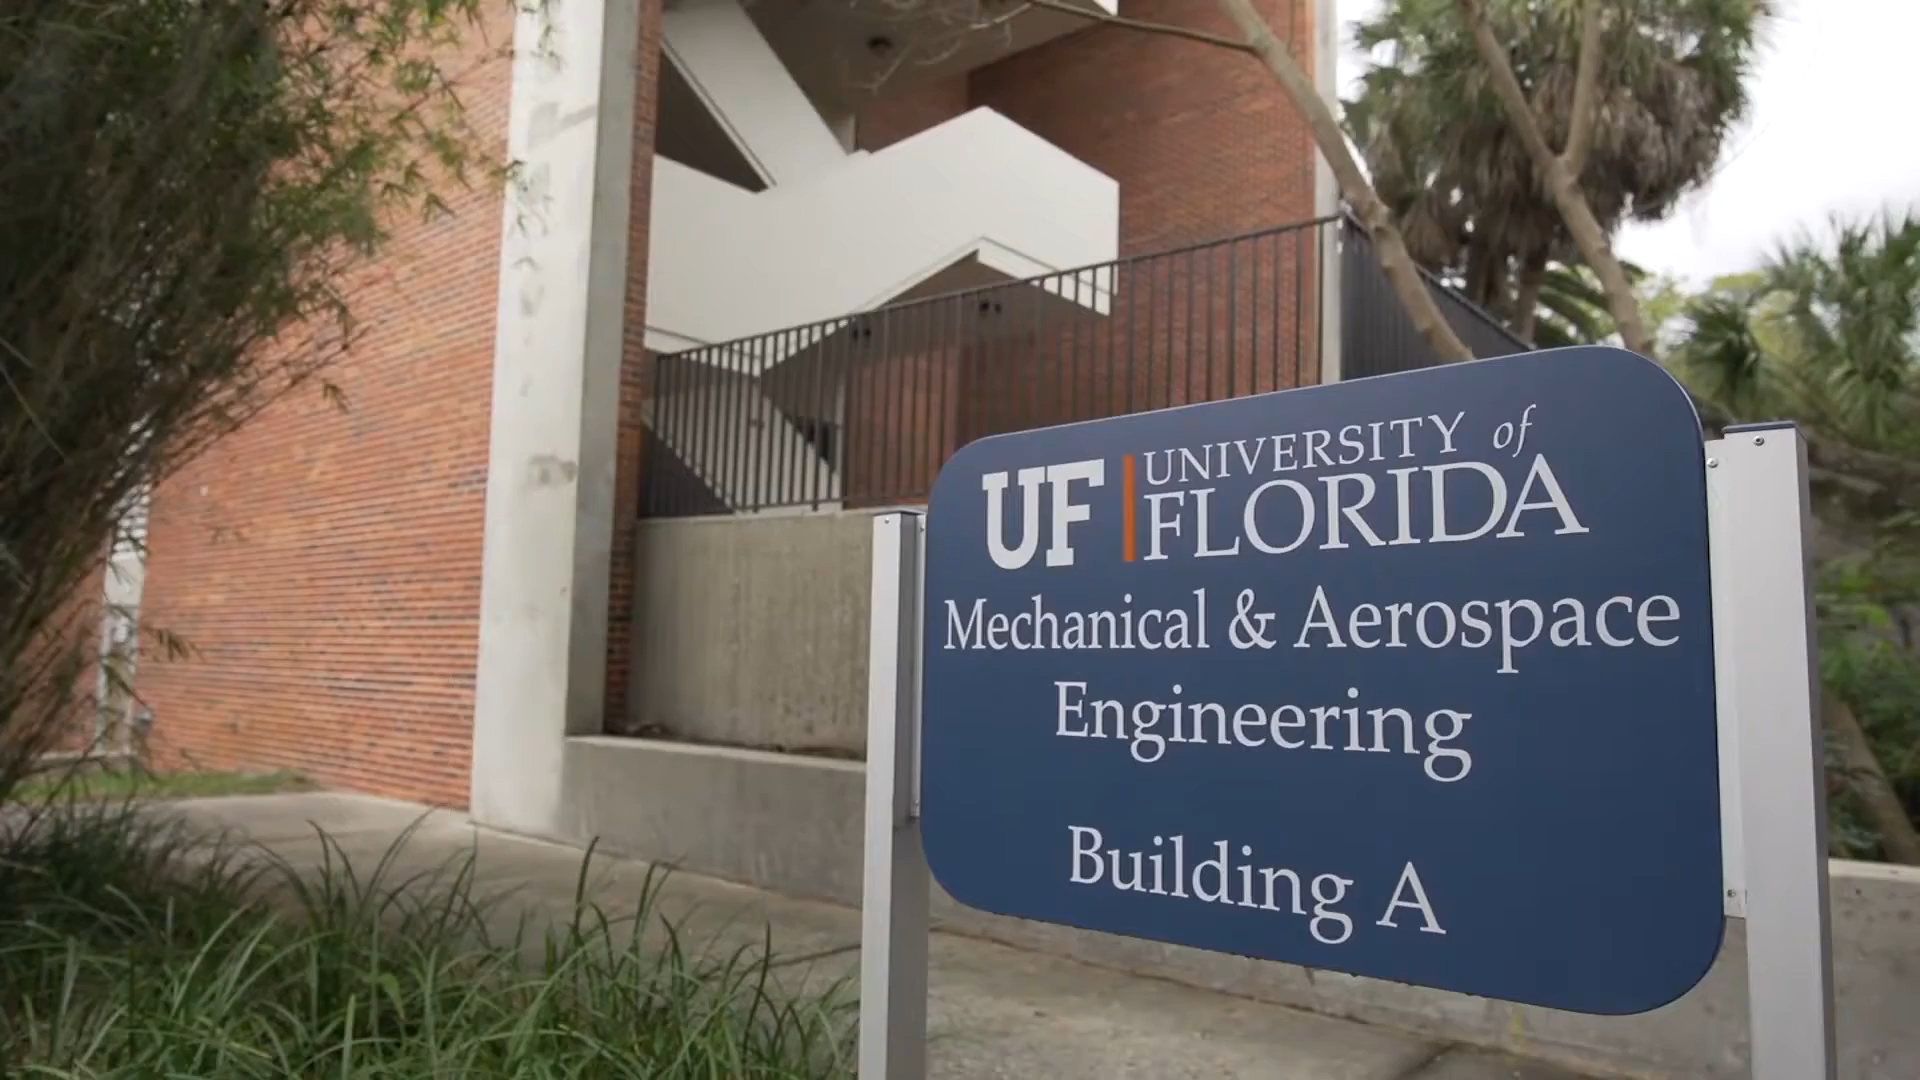 UF UNIVERSITY of
FLORIDA
Mechanical & Aerospace
Engineering
Building A